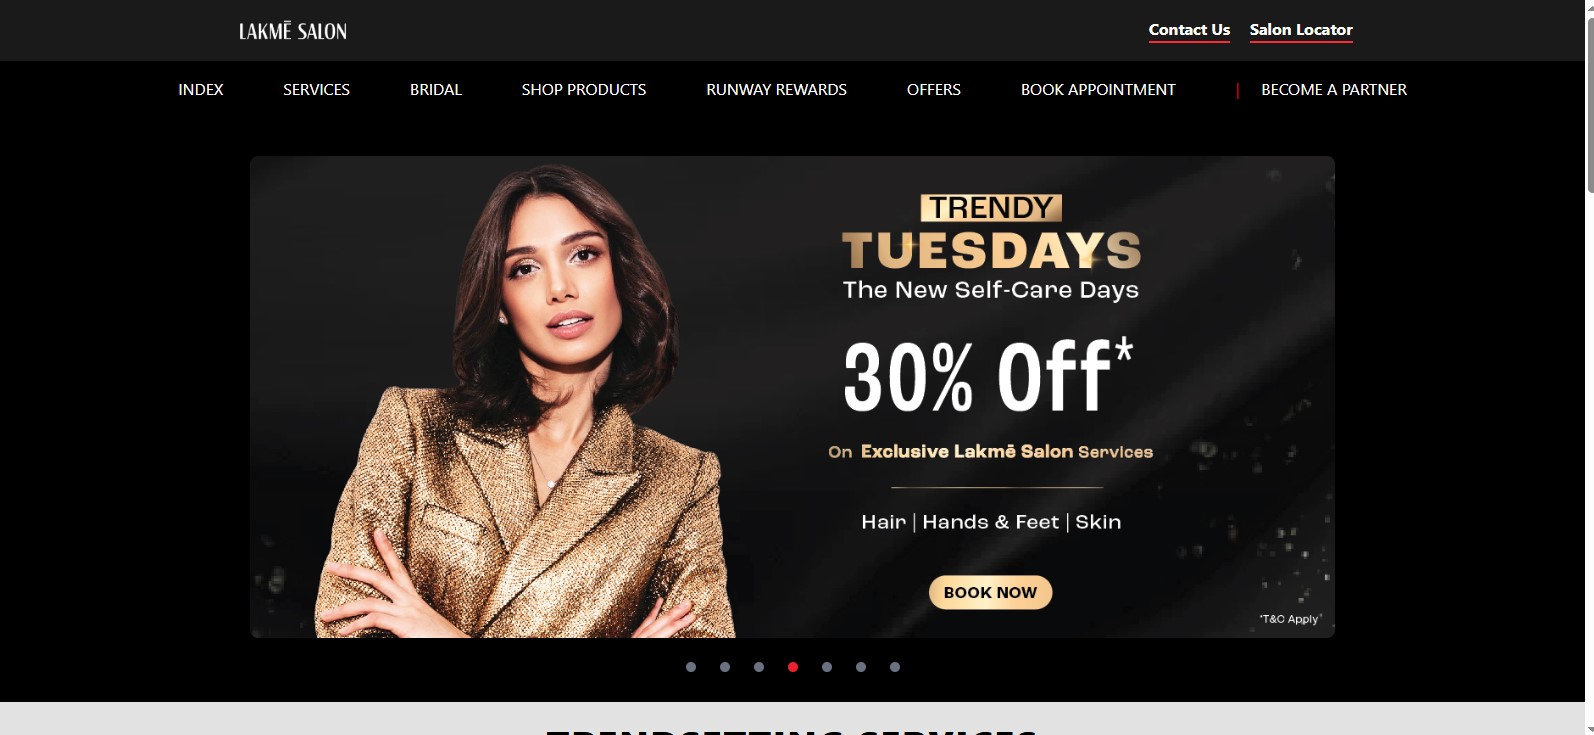 LAKMĒ SALON
Contact Us Salon Locator
INDEX SERVICES BRIDAL SHOP PRODUCTS RUNWAY REWARDS OFFERS BOOK APPOINTMENT | BECOME A PARTNER
TRENDY
TUESDAYS
The New Self-Care Days
30% Off*
On Exclusive Lakmē Salon Services
Hair | Hands & Feet | Skin
BOOK NOW
*T&C Apply*
TRENDSETTING SERVICES